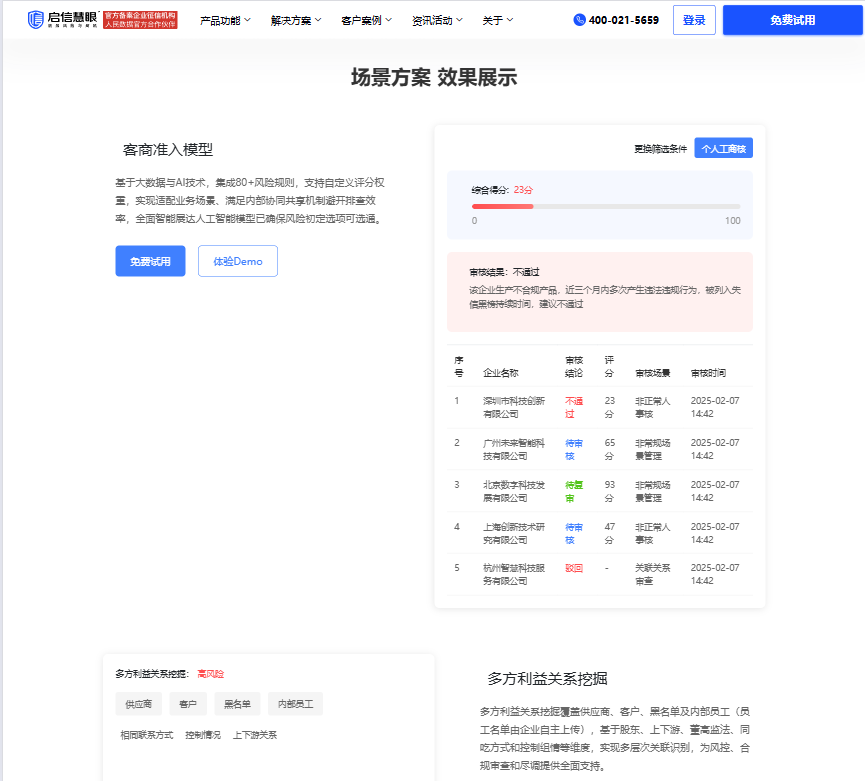 启信慧眼 官方备案企业征信机构
人民数据官方合作伙伴
产品功能 解决方案 客户案例 资讯活动 关于 400-021-5659 登录 免费试用
场景方案 效果展示
客商准入模型
基于大数据与AI技术，集成80+风险规则，支持自定义评分权
重，实现适配业务场景、满足内部协同共享机制避开排查效
率，全面智能展达人工智能模型已确保风险初定选项可选通。
免费试用 体验Demo
更换筛选条件 个人工商核
综合得分：23分
0 100
审核结果：不通过
该企业生产不合规产品，近三个月内多次产生违法违规行为，被列入失
信黑榜持续时间，建议不通过
序号 企业名称 审核结论 评分 审核场景 审核时间
1 深圳市科技创新有限公司 不通过 23分 非正常人事核 2025-02-07 14:42
2 广州未来智能科技有限公司 待审核 65分 非常规场景管理 2025-02-07 14:42
3 北京数字科技发展有限公司 待复审 93分 非常规场景管理 2025-02-07 14:42
4 上海创新技术研究有限公司 待审核 47分 非正常人事核 2025-02-07 14:42
5 杭州智慧科技服务有限公司 驳回 - 关联关系审查 2025-02-07 14:42
多方利益关系挖掘：高风险
供应商 客户 黑名单 内部员工
相同联系方式 控制情况 上下游关系
多方利益关系挖掘
多方利益关系挖掘覆盖供应商、客户、黑名单及内部员工（员
工名单由企业自主上传），基于股东、上下游、董高监法、同
吃方式和控制组情等维度，实现多层次关联识别，为风控、合
规审查和尽调提供全面支持。